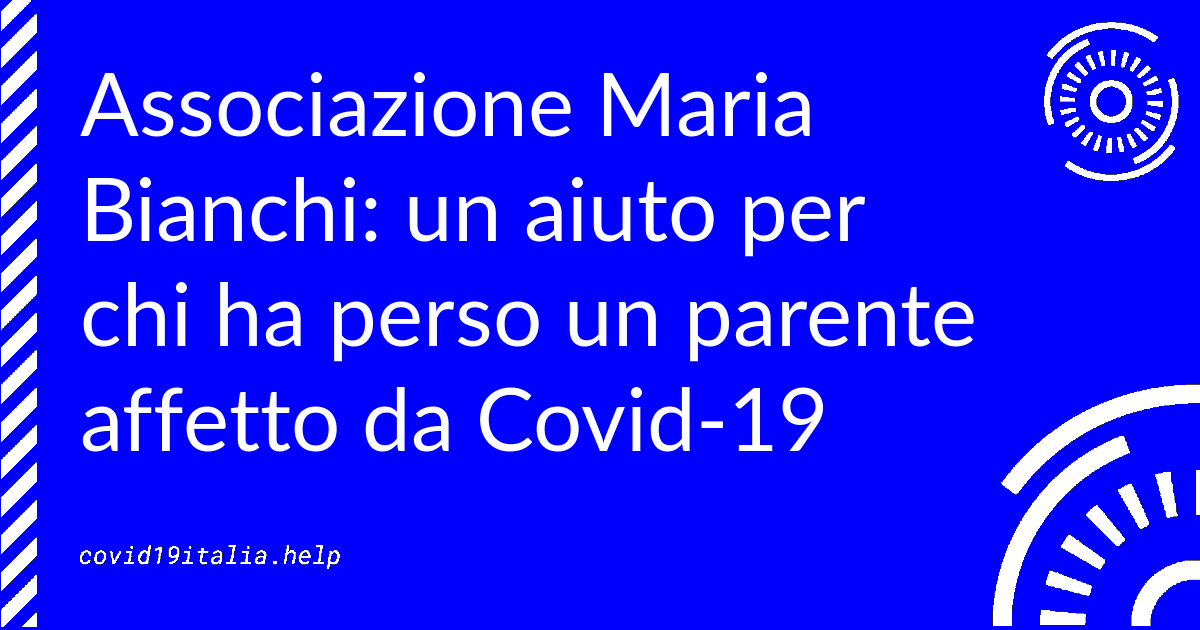 Associazione Maria
Bianchi: un aiuto per
chi ha perso un parente
affetto da Covid-19
covid19italia.help